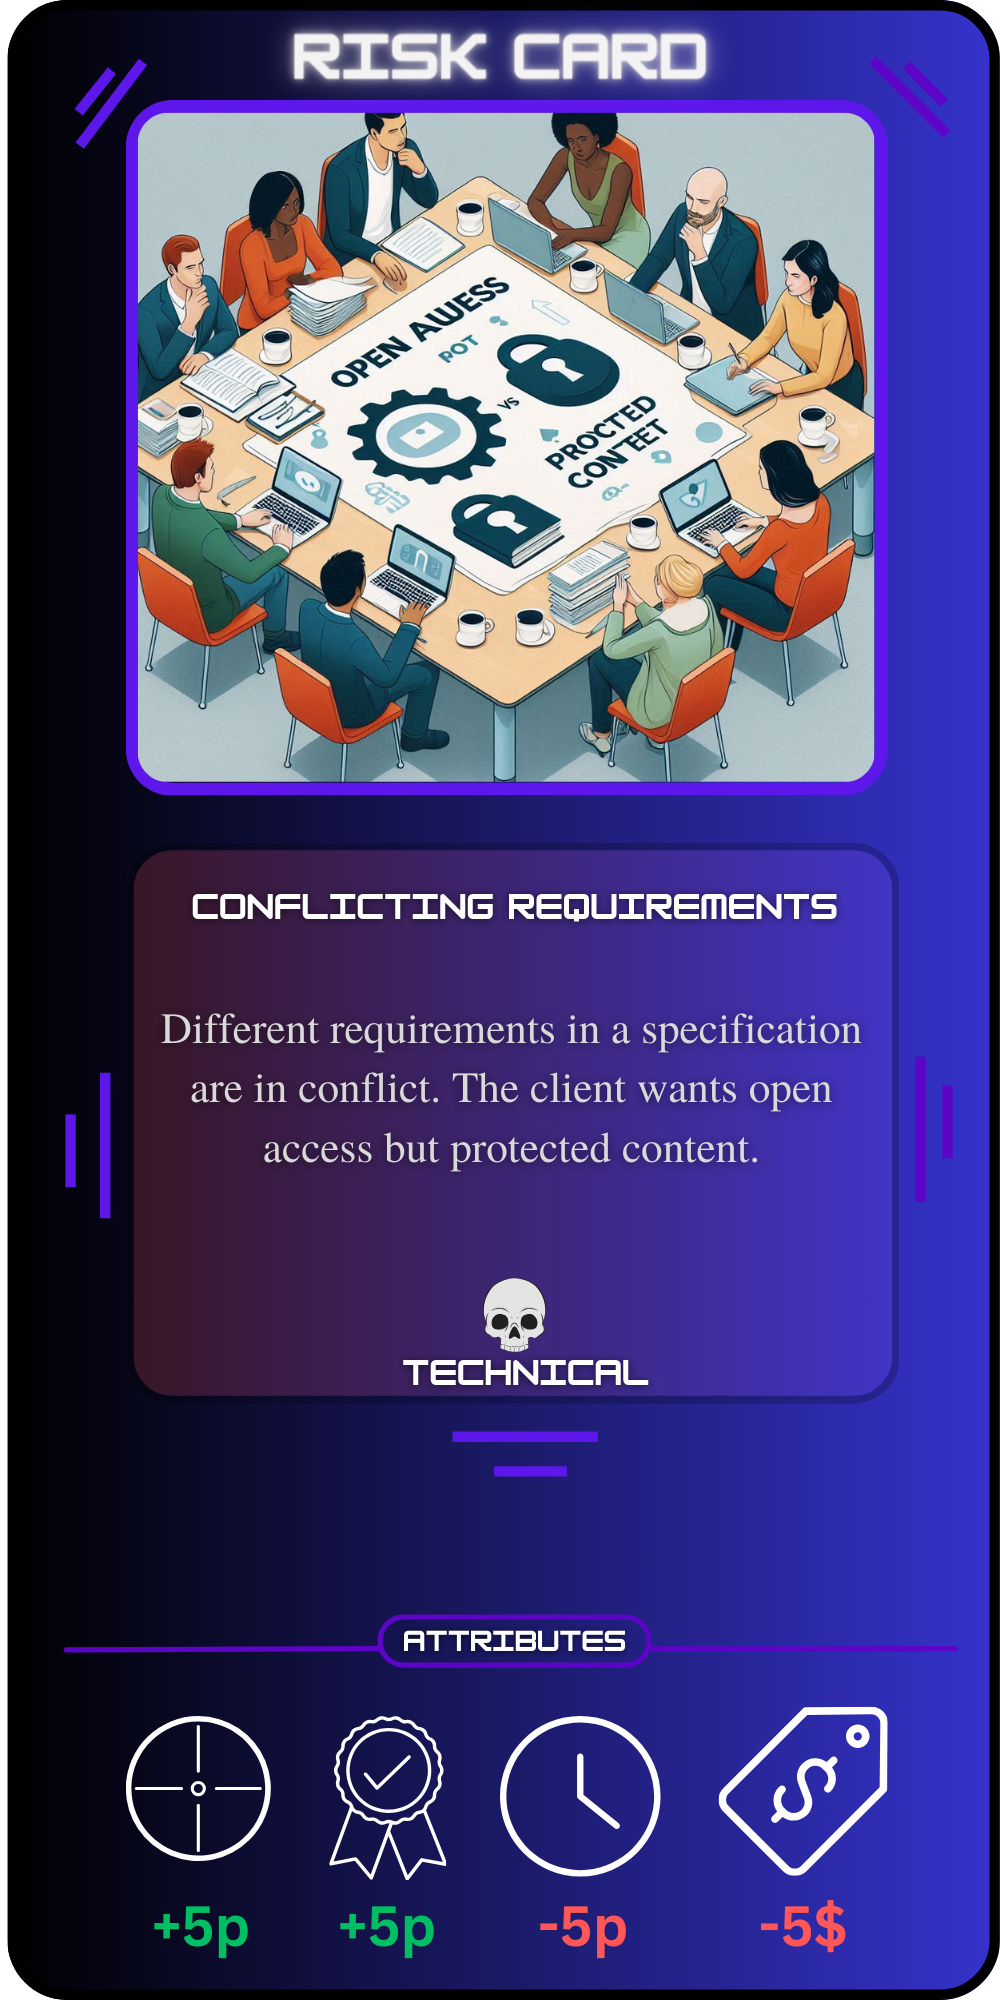 RISK CARD
OPEN AWESS
POT
VS
PROCTED
CONTEET
CONFLICTING REQUIREMENTS
Different requirements in a specification
are in conflict. The client wants open
access but protected content.
TECHNICAL
ATTRIBUTES
+5p +5p -5p -5$